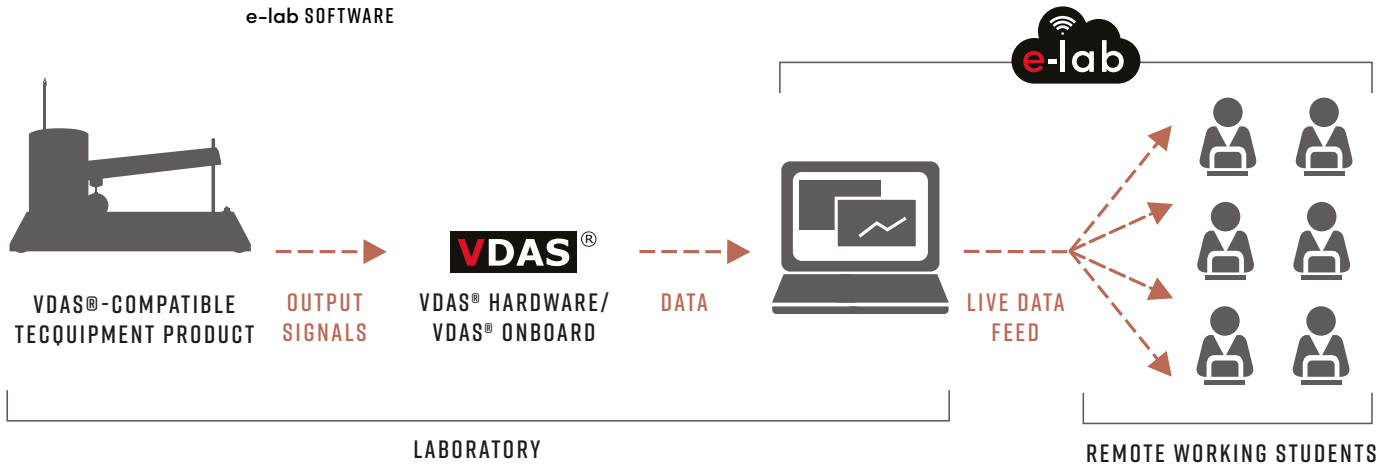 e-lab SOFTWARE
e-lab
VDAS®
VDAS®-COMPATIBLE
TECQUIPMENT PRODUCT
OUTPUT
SIGNALS
VDAS® HARDWARE/
VDAS® ONBOARD
DATA
LIVE DATA
FEED
LABORATORY
REMOTE WORKING STUDENTS